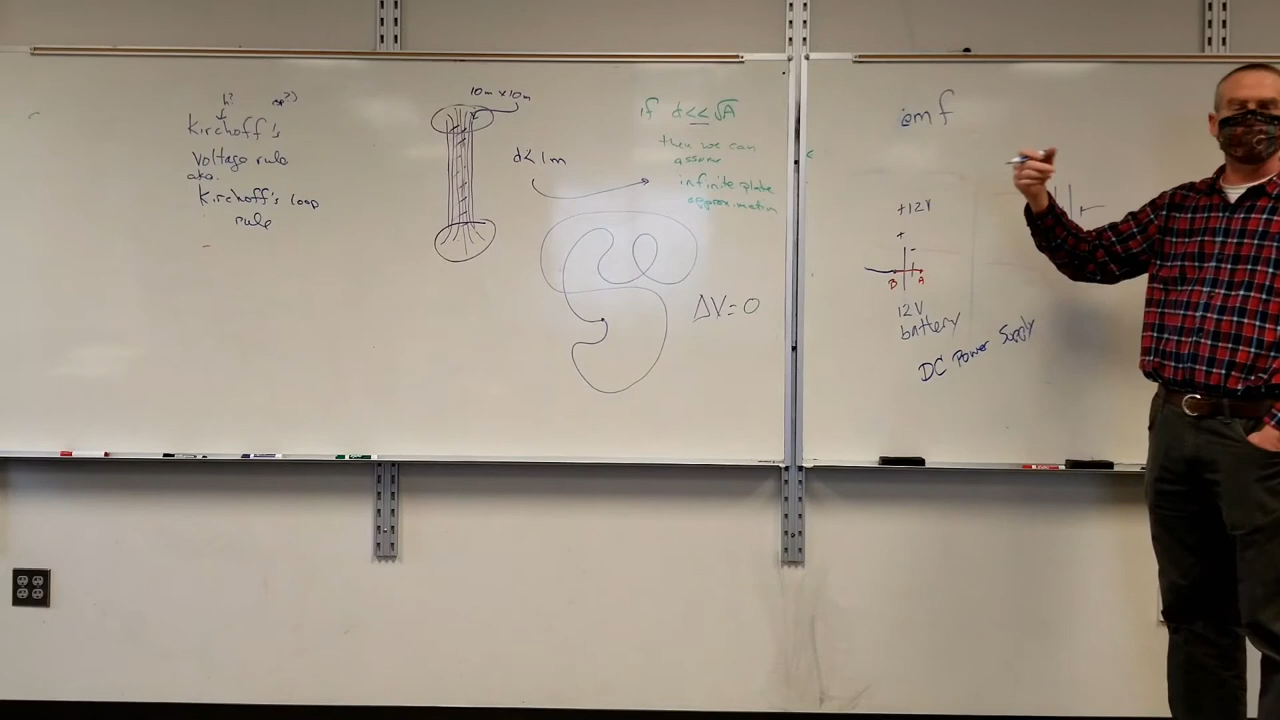 h?
sp?)
Kirchoff's
Voltage rule
aka.
Kirchoff's loop
rule
10m x 10m
d < 1m
if d << √A
then we can
assume
infinite plate
approximation
ΔV = 0
emf
+12V
+ -
B A
12V
battery
DC Power Supply